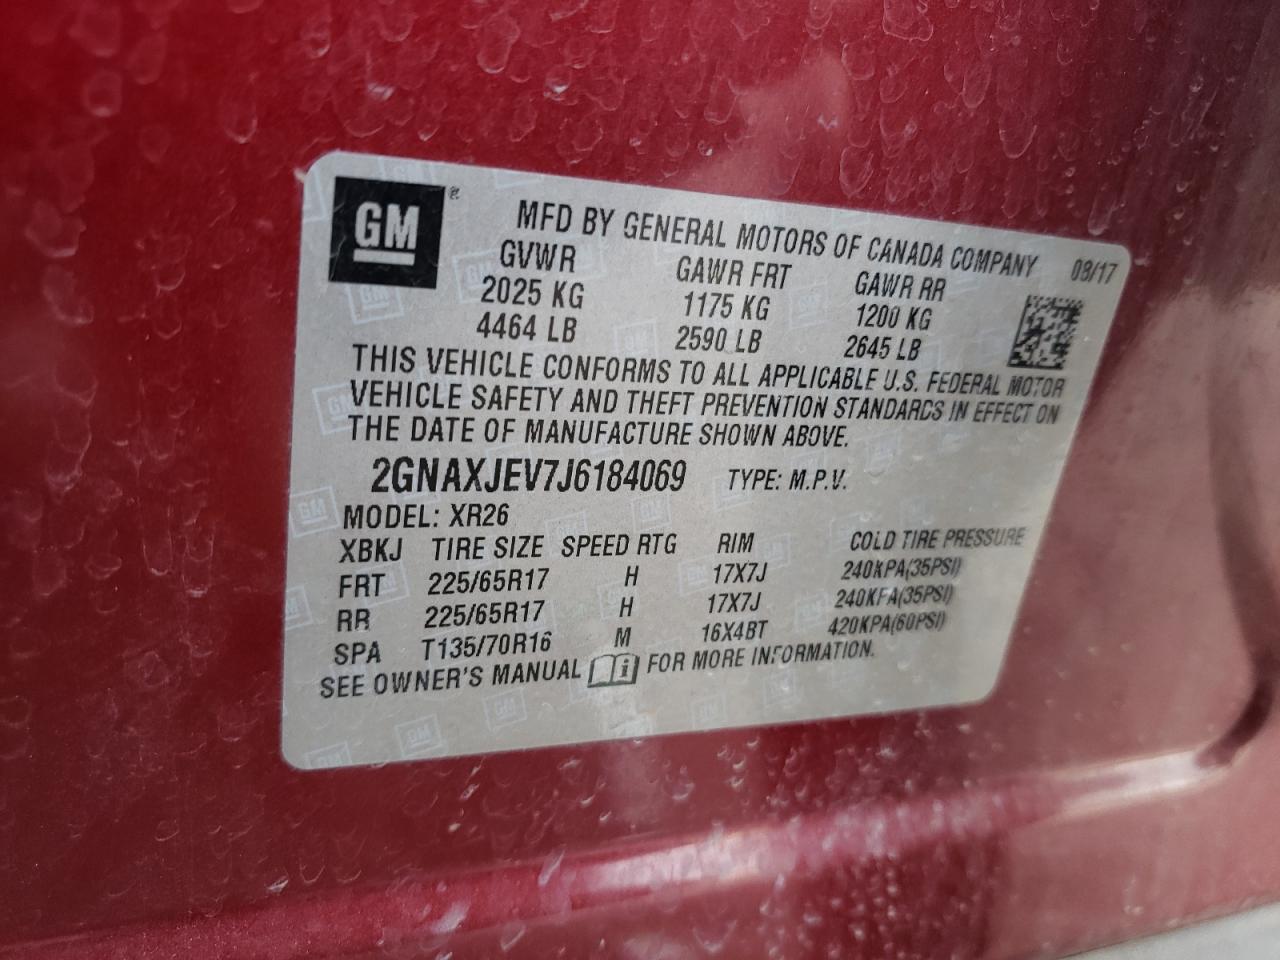 GM ®
MFD BY GENERAL MOTORS OF CANADA COMPANY 08/17
GVWR GAWR FRT GAWR RR
2025 KG 1175 KG 1200 KG
4464 LB 2590 LB 2645 LB
THIS VEHICLE CONFORMS TO ALL APPLICABLE U.S. FEDERAL MOTOR
VEHICLE SAFETY AND THEFT PREVENTION STANDARDS IN EFFECT ON
THE DATE OF MANUFACTURE SHOWN ABOVE.
2GNAXJEV7J6184069 TYPE: M.P.V.
MODEL: XR26
XBKJ TIRE SIZE SPEED RTG RIM COLD TIRE PRESSURE
FRT 225/65R17 H 17X7J 240KPA(35PSI)
RR 225/65R17 H 17X7J 240KPA(35PSI)
SPA T135/70R16 M 16X4BT 420KPA(60PSI)
SEE OWNER'S MANUAL i FOR MORE INFORMATION.